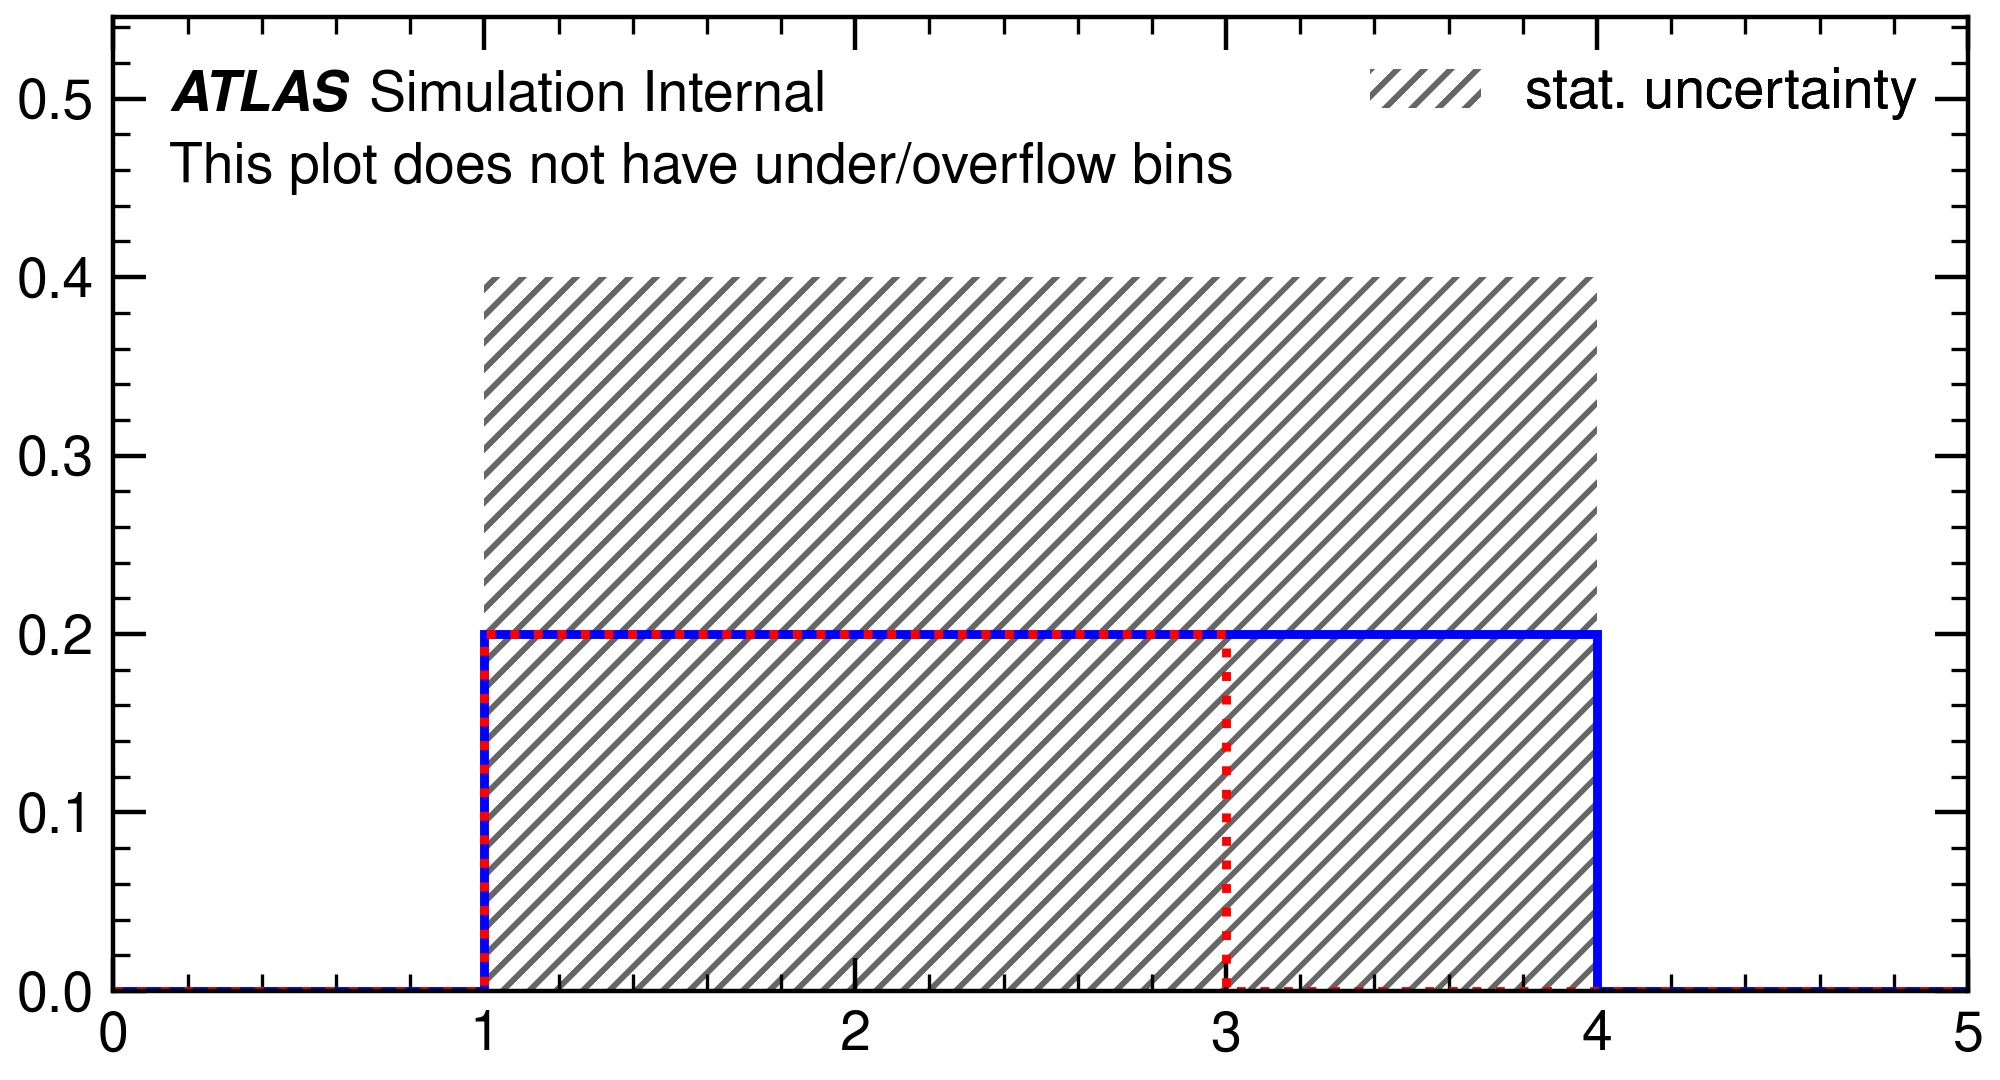 ATLAS Simulation Internal
stat. uncertainty
This plot does not have under/overflow bins
0.5
0.4
0.3
0.2
0.1
0.0
0 1 2 3 4 5